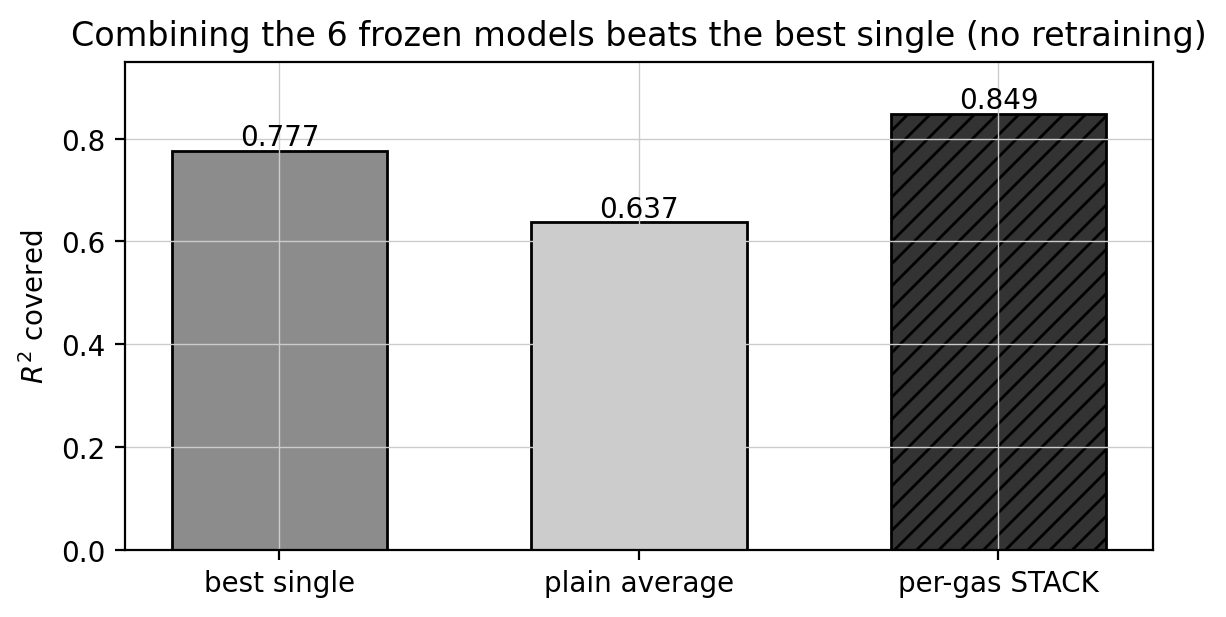 Combining the 6 frozen models beats the best single (no retraining)
R² covered
0.8
0.6
0.4
0.2
0.0
0.777
0.637
0.849
best single
plain average
per-gas STACK